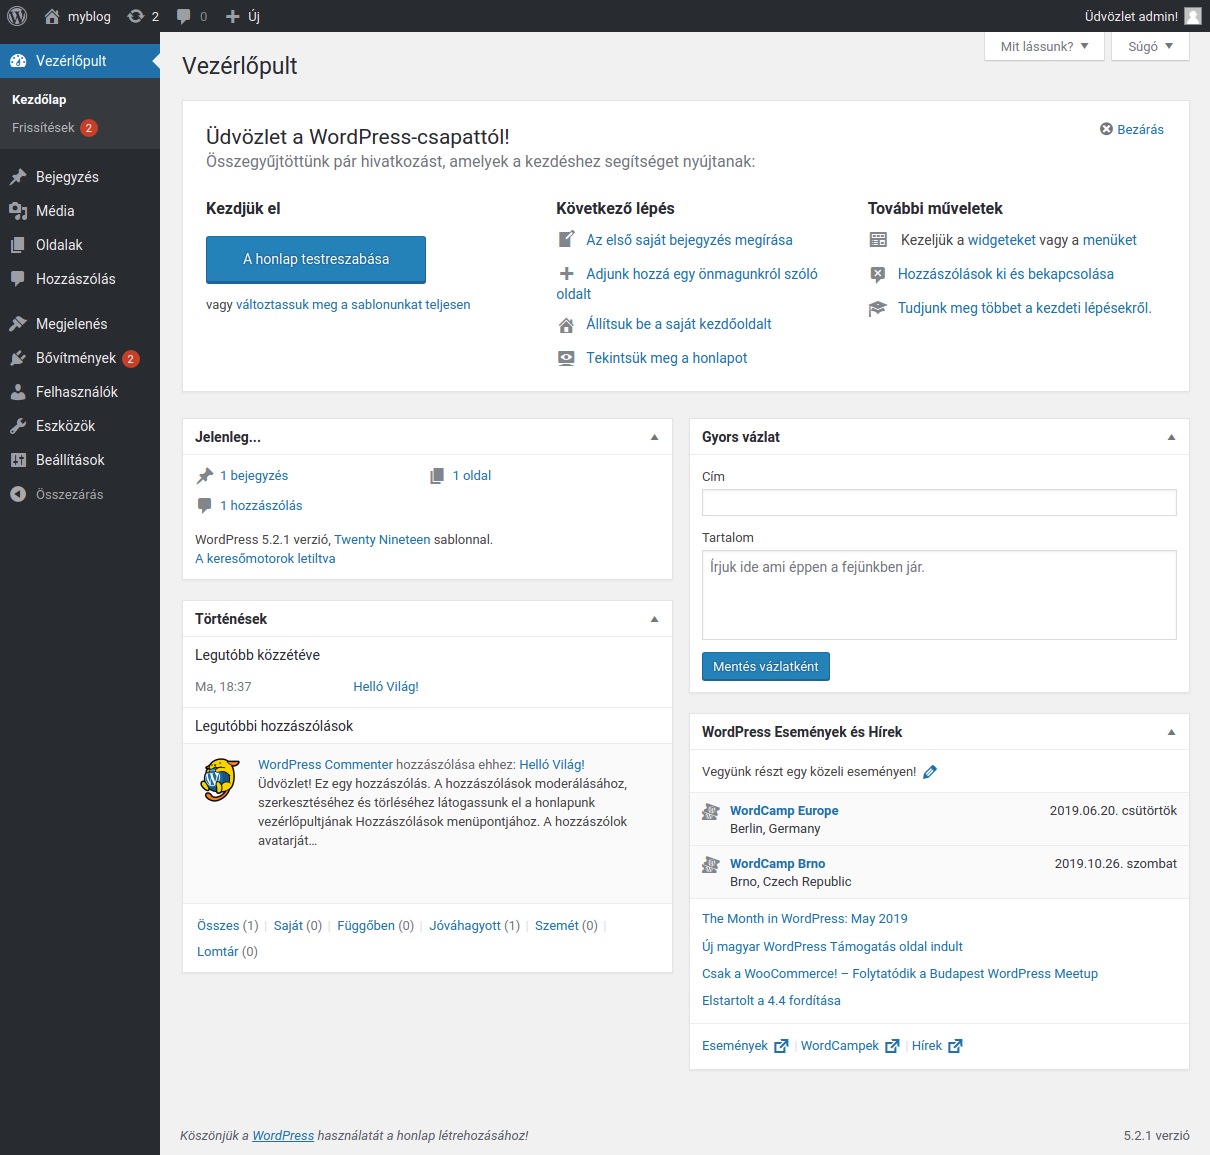 myblog 2 0 Új Üdvözlet admin!
Vezérlőpult
Kezdőlap
Frissítések 2
Bejegyzés
Média
Oldalak
Hozzászólás
Megjelenés
Bővítmények 2
Felhasználók
Eszközök
Beállítások
Összezárás
Mit lássunk? Súgó
Vezérlőpult
Üdvözlet a WordPress-csapattól!
Bezárás
Összegyűjtöttünk pár hivatkozást, amelyek a kezdéshez segítséget nyújtanak:
Kezdjük el
A honlap testreszabása
vagy változtassuk meg a sablonunkat teljesen
Következő lépés
Az első saját bejegyzés megírása
Adjunk hozzá egy önmagunkról szóló
oldalt
Állítsuk be a saját kezdőoldalt
Tekintsük meg a honlapot
További műveletek
Kezeljük a widgeteket vagy a menüket
Hozzászólások ki és bekapcsolása
Tudjunk meg többet a kezdeti lépésekről.
Jelenleg...
1 bejegyzés 1 oldal
1 hozzászólás
WordPress 5.2.1 verzió, Twenty Nineteen sablonnal.
A keresőmotorok letiltva
Történések
Legutóbb közzétéve
Ma, 18:37 Helló Világ!
Legutóbbi hozzászólások
WordPress Commenter hozzászólása ehhez: Helló Világ!
Üdvözlet! Ez egy hozzászólás. A hozzászólások moderálásához,
szerkesztéséhez és törléséhez látogassunk el a honlapunk
vezérlőpultjának Hozzászólások menüpontjához. A hozzászólok
avatarját…
Összes (1) | Saját (0) | Függőben (0) | Jóváhagyott (1) | Szemét (0) |
Lomtár (0)
Gyors vázlat
Cím
Tartalom
Írjuk ide ami éppen a fejünkben jár.
Mentés vázlatként
WordPress Események és Hírek
Vegyünk részt egy közeli eseményen!
WordCamp Europe 2019.06.20. csütörtök
Berlin, Germany
WordCamp Brno 2019.10.26. szombat
Brno, Czech Republic
The Month in WordPress: May 2019
Új magyar WordPress Támogatás oldal indult
Csak a WooCommerce! – Folytatódik a Budapest WordPress Meetup
Elstartolt a 4.4 fordítása
Események | WordCampek | Hírek
Köszönjük a WordPress használatát a honlap létrehozásához! 5.2.1 verzió